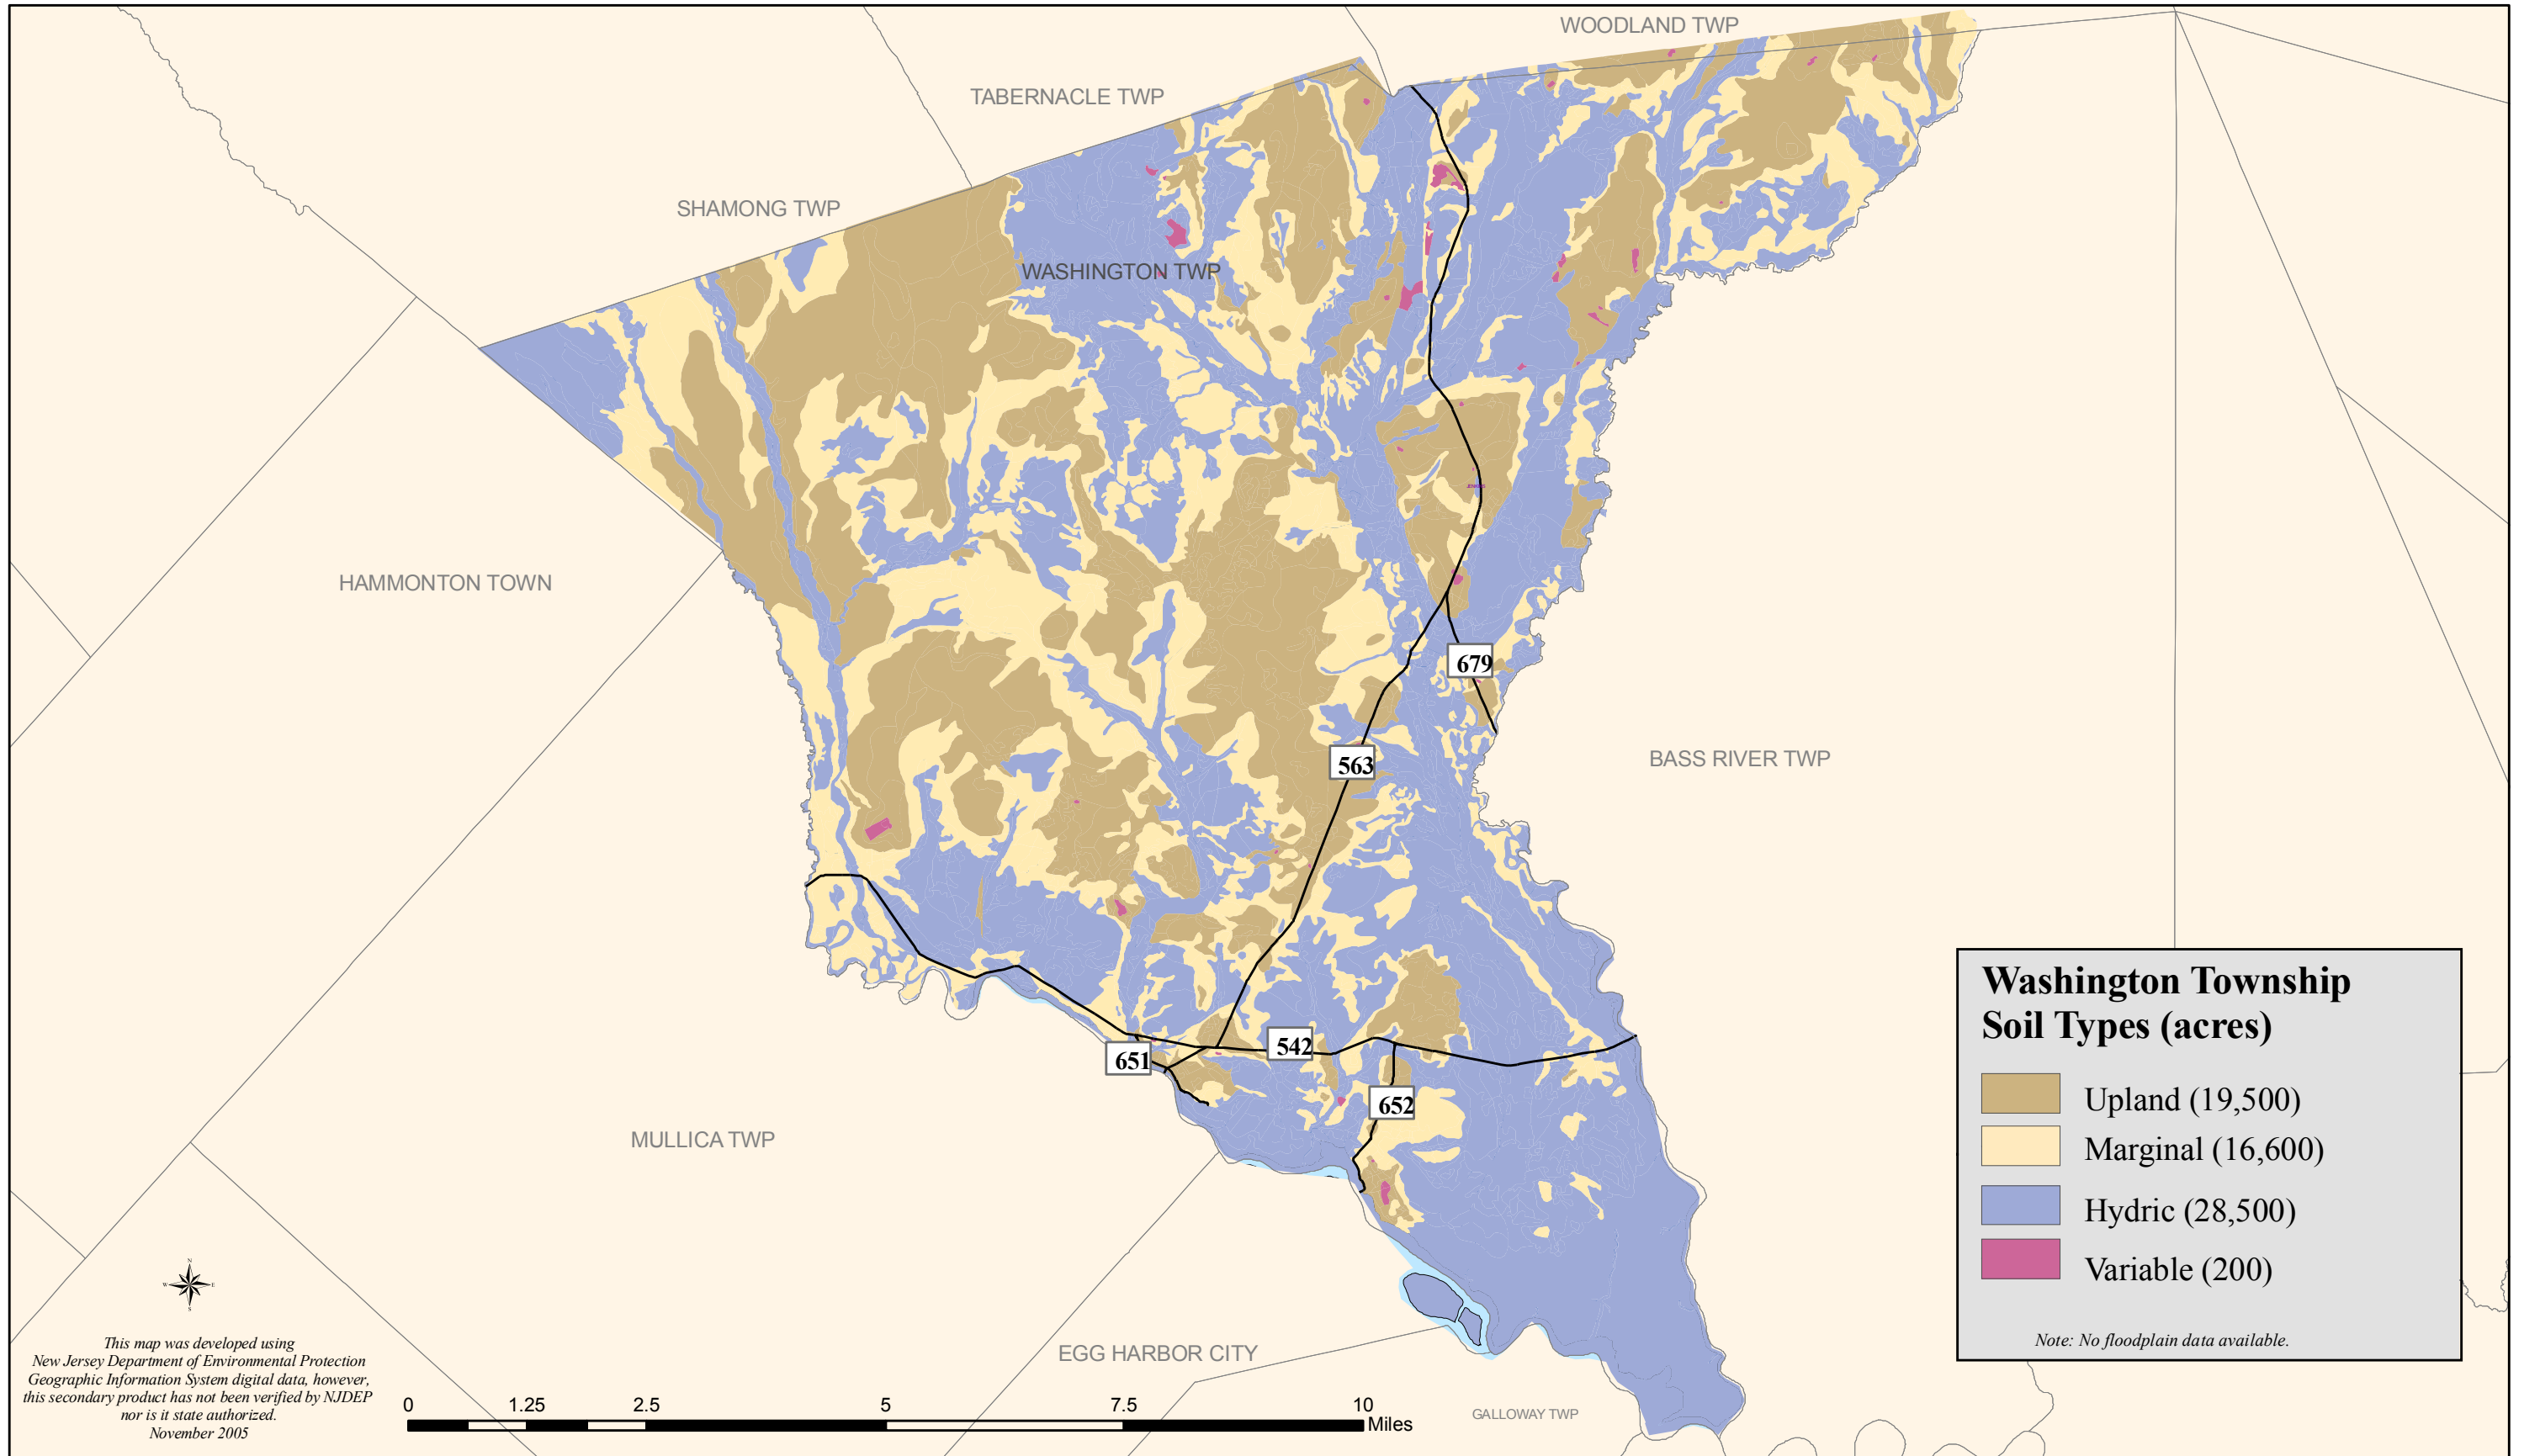 WOODLAND TWP
TABERNACLE TWP
SHAMONG TWP
WASHINGTON TWP
HAMMONTON TOWN
679
BASS RIVER TWP
563
542
651
652
MULLICA TWP
EGG HARBOR CITY
GALLOWAY TWP
Washington Township
Soil Types (acres)
Upland (19,500)
Marginal (16,600)
Hydric (28,500)
Variable (200)
Note: No floodplain data available.
N
W E
S
This map was developed using
New Jersey Department of Environmental Protection
Geographic Information System digital data, however,
this secondary product has not been verified by NJDEP
nor is it state authorized.
November 2005
0 1.25 2.5 5 7.5 10
Miles